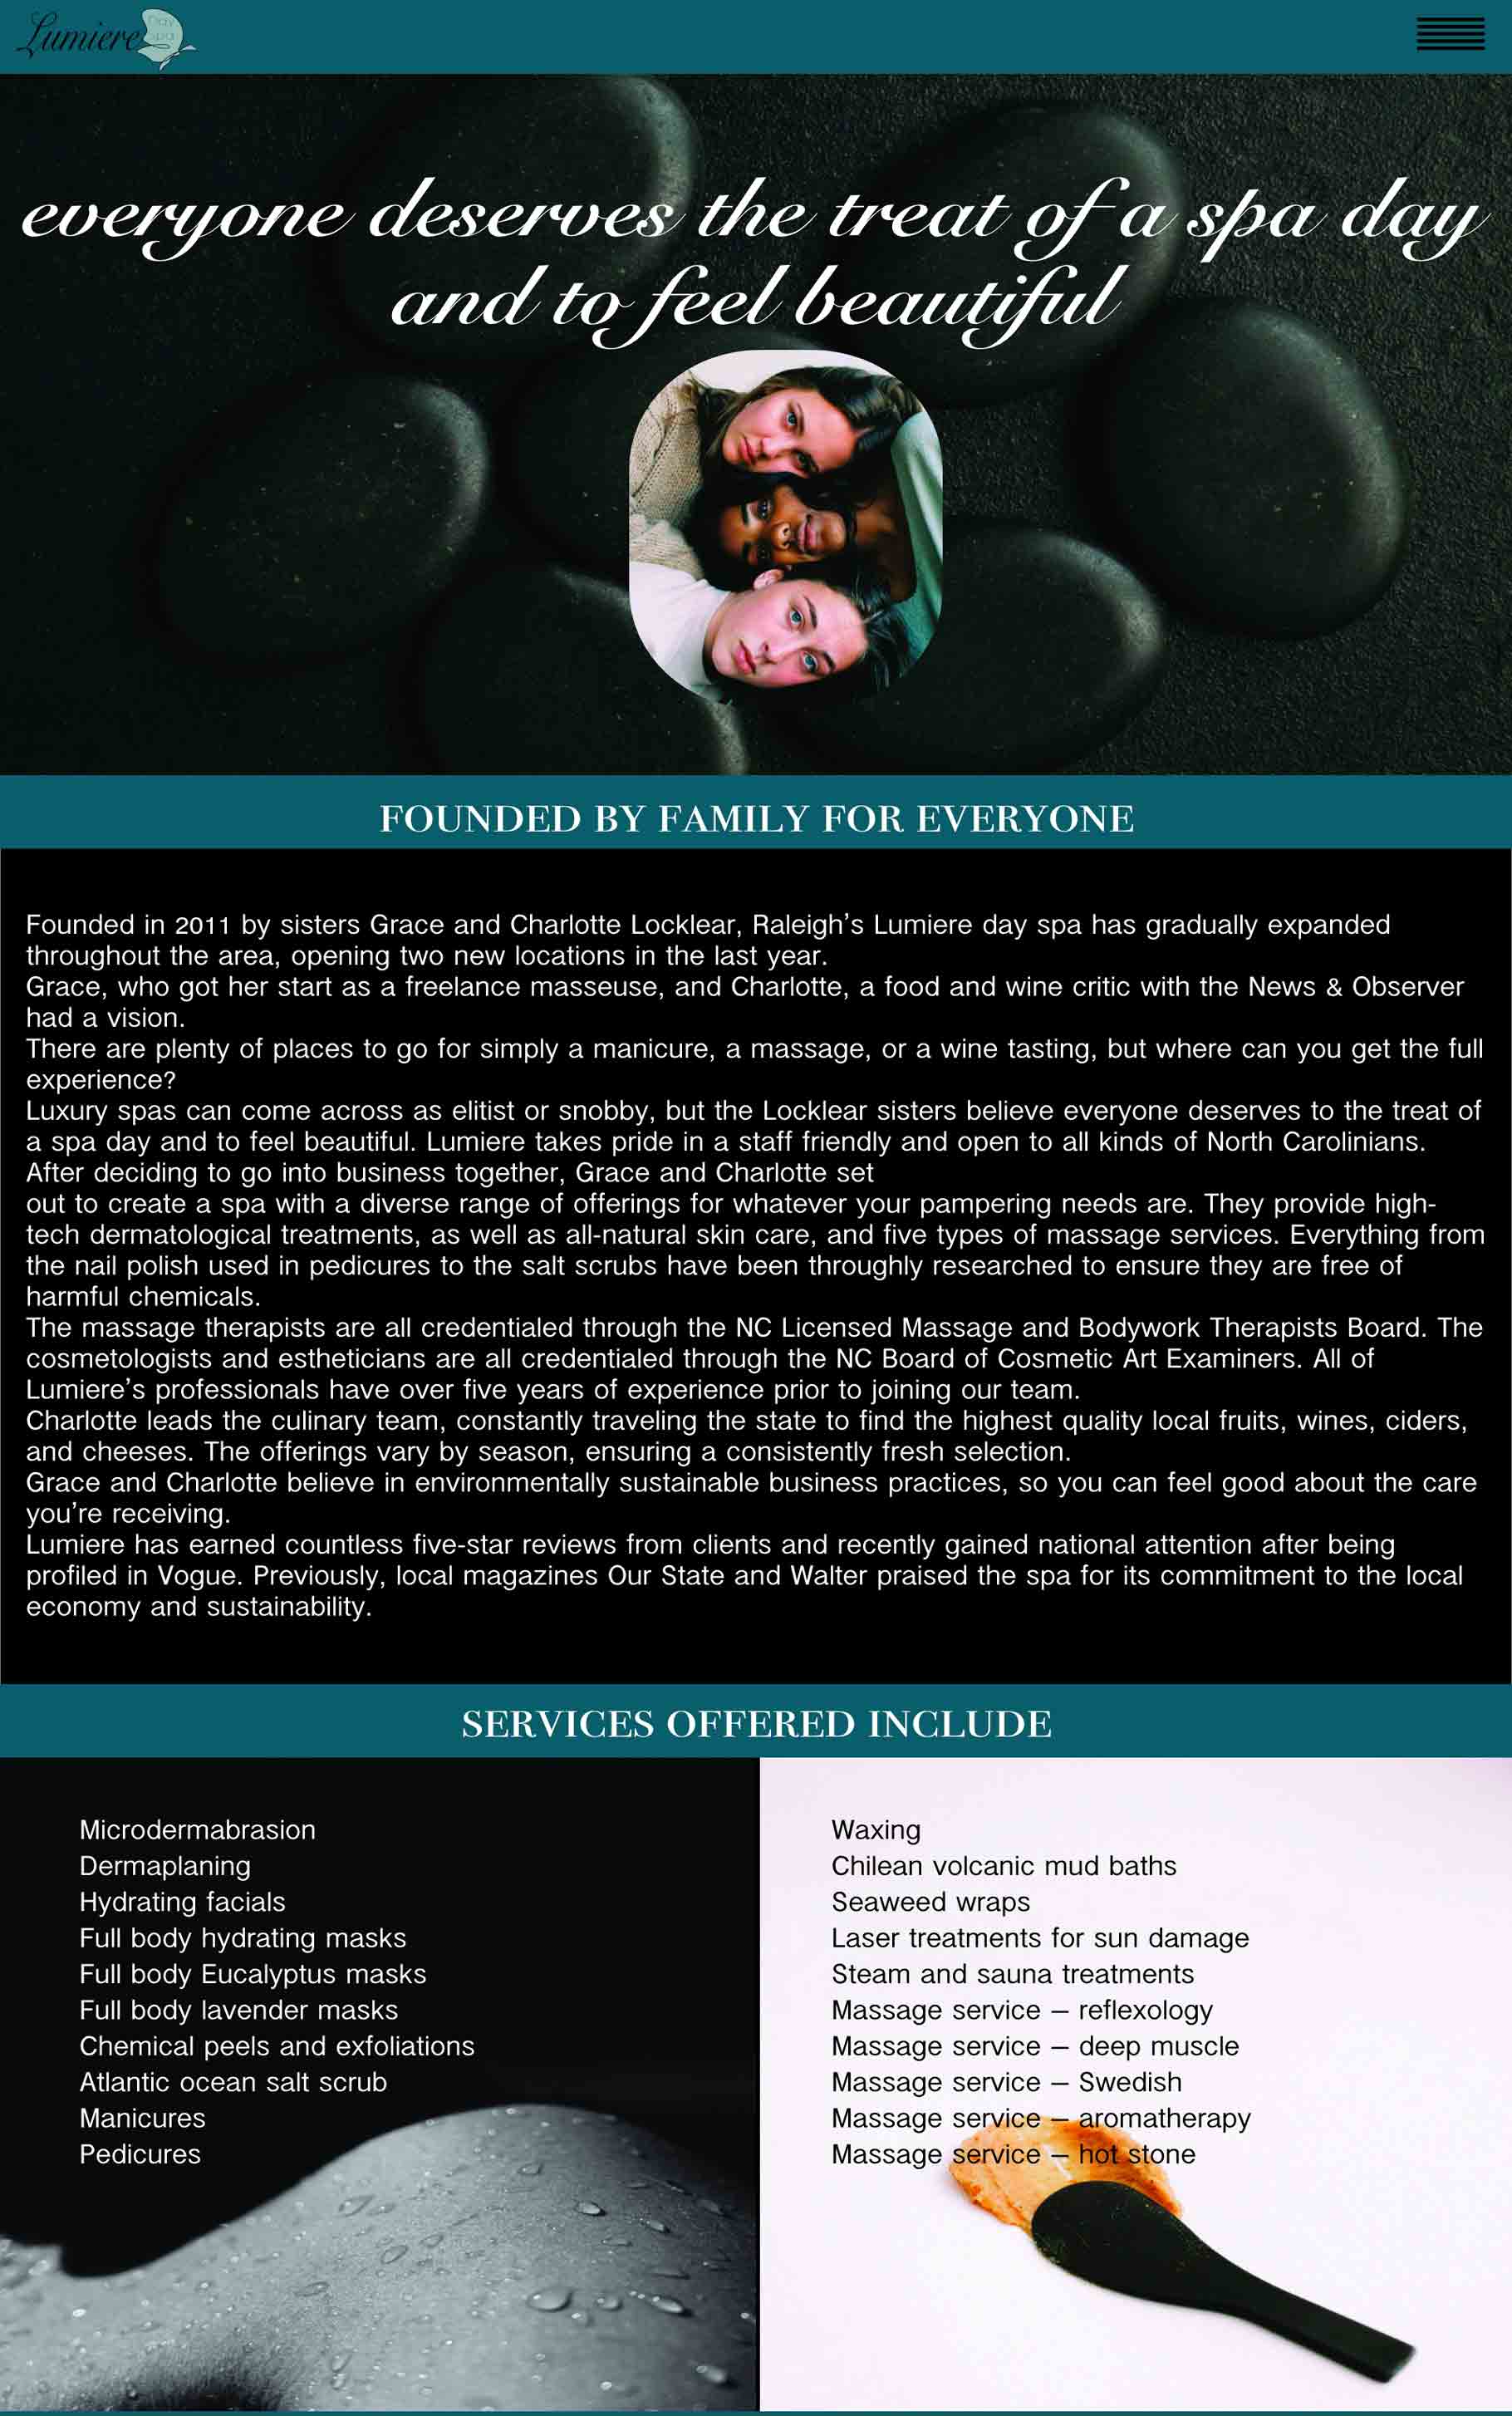 Lumiere Day
Spa
everyone deserves the treat of a spa day
and to feel beautiful
FOUNDED BY FAMILY FOR EVERYONE
Founded in 2011 by sisters Grace and Charlotte Locklear, Raleigh’s Lumiere day spa has gradually expanded
throughout the area, opening two new locations in the last year.
Grace, who got her start as a freelance masseuse, and Charlotte, a food and wine critic with the News & Observer
had a vision.
There are plenty of places to go for simply a manicure, a massage, or a wine tasting, but where can you get the full
experience?
Luxury spas can come across as elitist or snobby, but the Locklear sisters believe everyone deserves to the treat of
a spa day and to feel beautiful. Lumiere takes pride in a staff friendly and open to all kinds of North Carolinians.
After deciding to go into business together, Grace and Charlotte set
out to create a spa with a diverse range of offerings for whatever your pampering needs are. They provide high-
tech dermatological treatments, as well as all-natural skin care, and five types of massage services. Everything from
the nail polish used in pedicures to the salt scrubs have been throughly researched to ensure they are free of
harmful chemicals.
The massage therapists are all credentialed through the NC Licensed Massage and Bodywork Therapists Board. The
cosmetologists and estheticians are all credentialed through the NC Board of Cosmetic Art Examiners. All of
Lumiere’s professionals have over five years of experience prior to joining our team.
Charlotte leads the culinary team, constantly traveling the state to find the highest quality local fruits, wines, ciders,
and cheeses. The offerings vary by season, ensuring a consistently fresh selection.
Grace and Charlotte believe in environmentally sustainable business practices, so you can feel good about the care
you’re receiving.
Lumiere has earned countless five-star reviews from clients and recently gained national attention after being
profiled in Vogue. Previously, local magazines Our State and Walter praised the spa for its commitment to the local
economy and sustainability.
SERVICES OFFERED INCLUDE
Microdermabrasion
Dermaplaning
Hydrating facials
Full body hydrating masks
Full body Eucalyptus masks
Full body lavender masks
Chemical peels and exfoliations
Atlantic ocean salt scrub
Manicures
Pedicures
Waxing
Chilean volcanic mud baths
Seaweed wraps
Laser treatments for sun damage
Steam and sauna treatments
Massage service – reflexology
Massage service – deep muscle
Massage service – Swedish
Massage service – aromatherapy
Massage service – hot stone